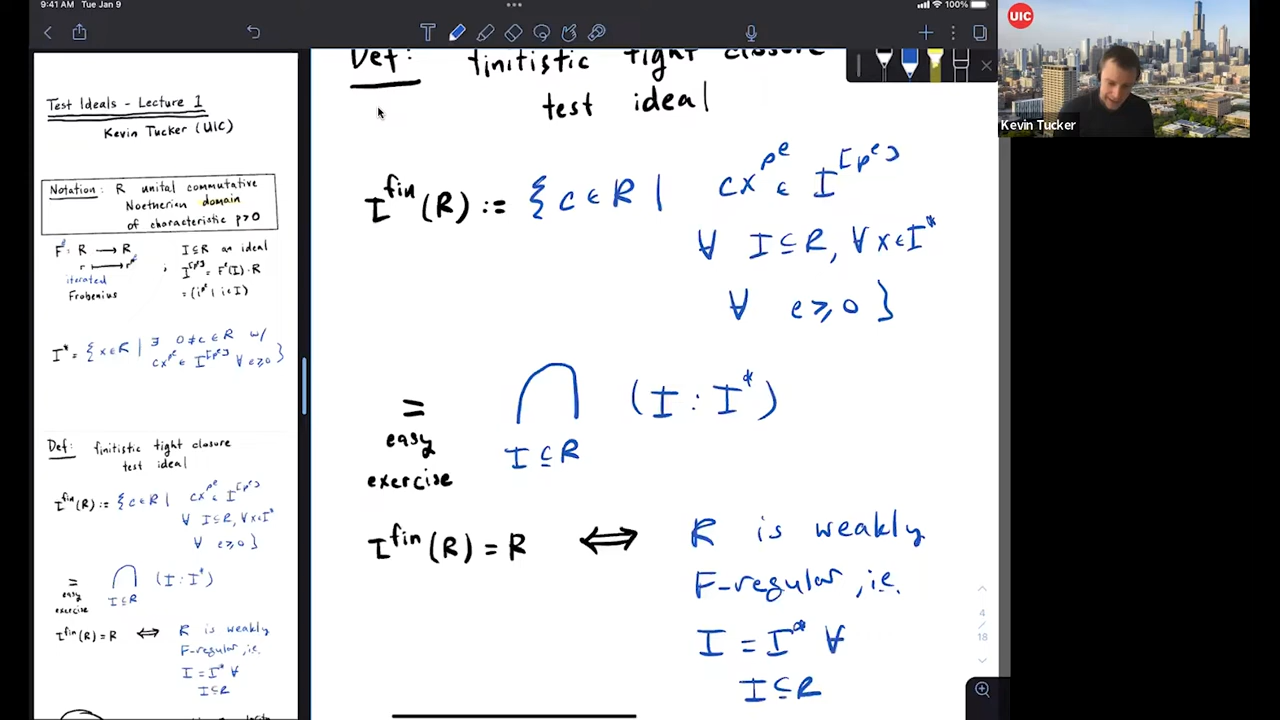 9:41 AM Tue Jan 9
100%
Test Ideals - Lecture 1
Kevin Tucker (UIC)
Notation: R unital commutative
Noetherian domain
of characteristic p>0
F^e: R → R
r ↦ r^{p^e}
iterated
Frobenius
; I⊆R an ideal
I^{[p^e]} = F^e(I)·R
= (i^{p^e} | i∈I)
I* = { x∈R | ∃ 0≠c∈R w/
cx^{p^e} ∈ I^{[p^e]} ∀ e≥0 }
Def: finitistic tight closure
test ideal
τ^{fin}(R) := { c∈R | cx^{p^e} ∈ I^{[p^e]}
∀ I⊆R, ∀x∈I*
∀ e≥0 }
= ⋂ (I : I*)
easy I⊆R
exercise
τ^{fin}(R) = R ⟺ R is weakly
F-regular, i.e.
I = I* ∀
I⊆R
Def: finitistic tight closure
test ideal
τ^{fin}(R) := { c∈R | cx^{p^e} ∈ I^{[p^e]}
∀ I⊆R, ∀x∈I*
∀ e≥0 }
= ⋂ (I : I*)
easy I⊆R
exercise
τ^{fin}(R) = R ⟺ R is weakly
F-regular, i.e.
I = I* ∀
I⊆R
4
/
18
UIC
Kevin Tucker